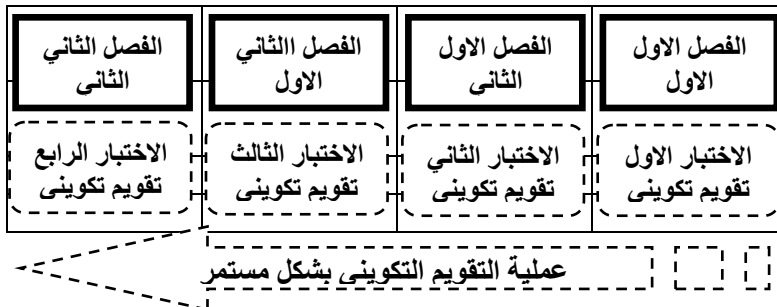 الفصل الاول
الاول
الفصل الاول
الثانى
الفصل االثاني
الاول
الفصل الثاني
الثانى
الاختبار الاول
تقويم تكوينى
الاختبار الثاني
تقويم تكوينى
الاختبار الثالث
تقويم تكوينى
الاختبار الرابع
تقويم تكوينى
عملية التقويم التكوينى بشكل مستمر